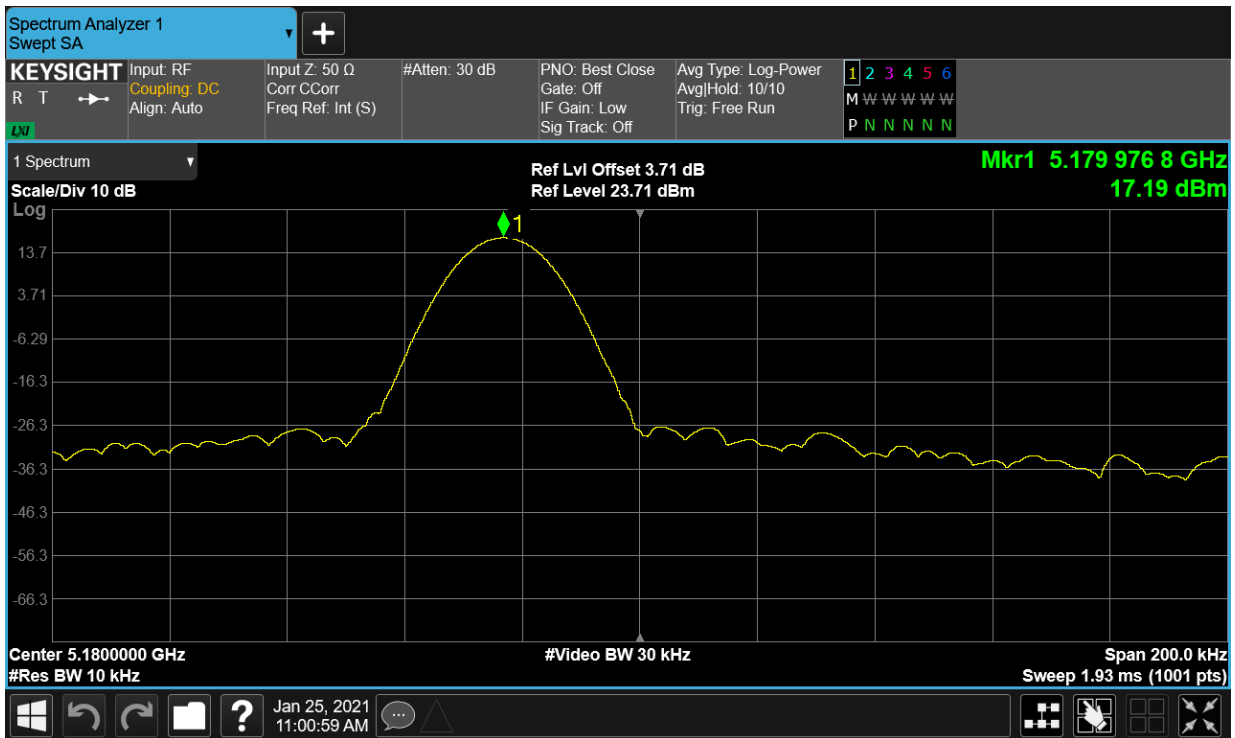 Spectrum Analyzer 1
Swept SA
▼
+
KEYSIGHT
R T
LXI
Input: RF
Coupling: DC
Align: Auto
Input Z: 50 Ω
Corr CCorr
Freq Ref: Int (S)
#Atten: 30 dB
PNO: Best Close
Gate: Off
IF Gain: Low
Sig Track: Off
Avg Type: Log-Power
Avg|Hold: 10/10
Trig: Free Run
1 2 3 4 5 6
M W W W W W
P N N N N N
1 Spectrum ▼
Scale/Div 10 dB
Log
Ref Lvl Offset 3.71 dB
Ref Level 23.71 dBm
Mkr1 5.179 976 8 GHz
17.19 dBm
1
13.7
3.71
-6.29
-16.3
-26.3
-36.3
-46.3
-56.3
-66.3
Center 5.1800000 GHz
#Res BW 10 kHz
#Video BW 30 kHz
Span 200.0 kHz
Sweep 1.93 ms (1001 pts)
?
Jan 25, 2021
11:00:59 AM